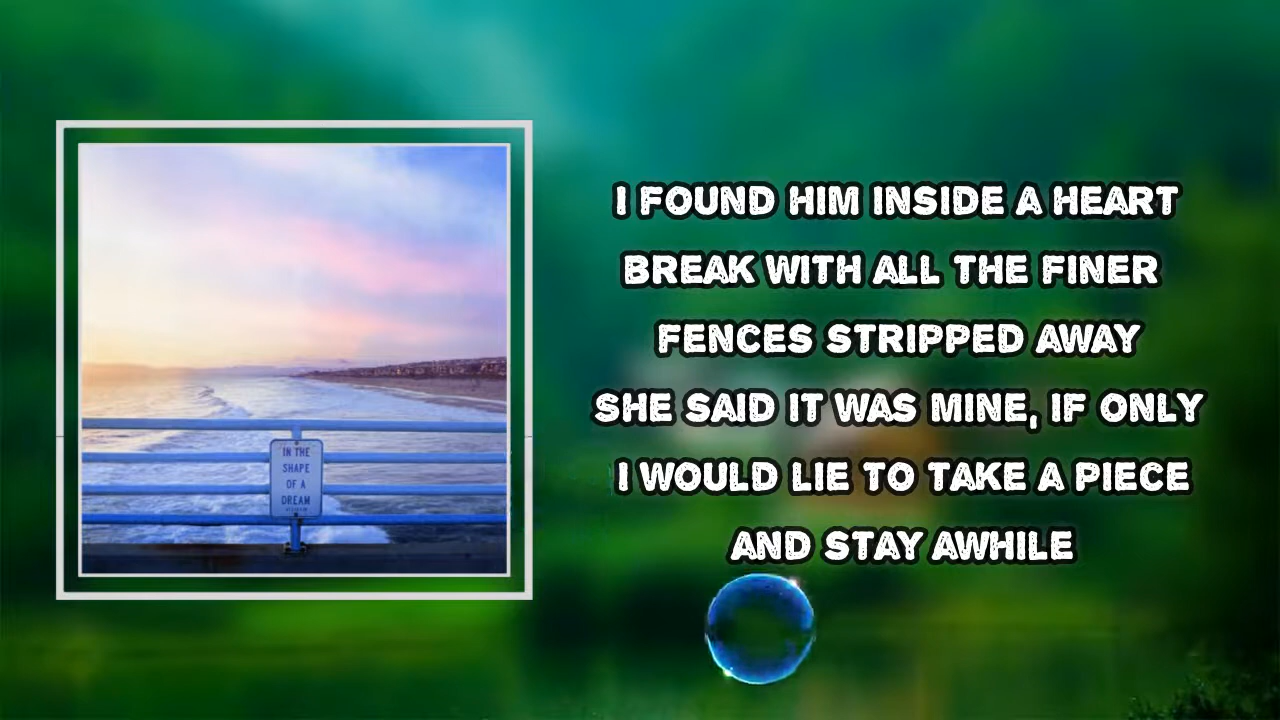 IN THE
SHAPE
OF A
DREAM
I FOUND HIM INSIDE A HEART
BREAK WITH ALL THE FINER
FENCES STRIPPED AWAY
SHE SAID IT WAS MINE, IF ONLY
I WOULD LIE TO TAKE A PIECE
AND STAY AWHILE